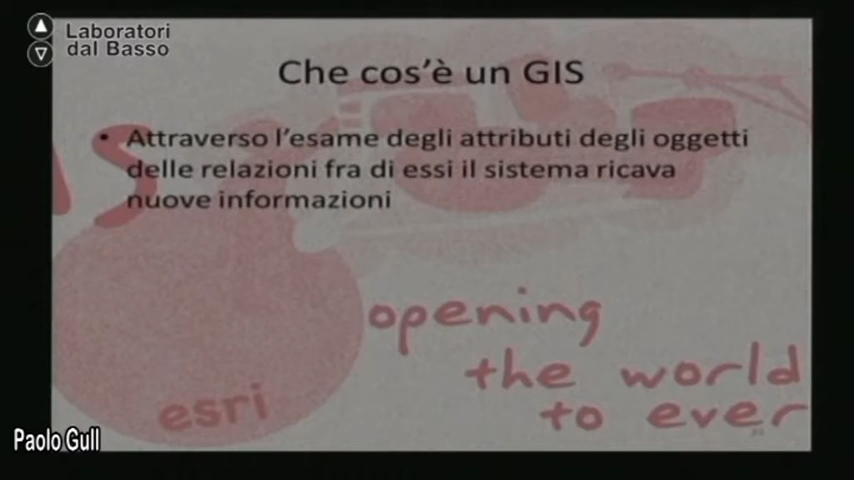 Laboratori
dal Basso
Che cos'è un GIS
• Attraverso l'esame degli attributi degli oggetti
delle relazioni fra di essi il sistema ricava
nuove informazioni
opening
the world
to ever
esri
Paolo Gull